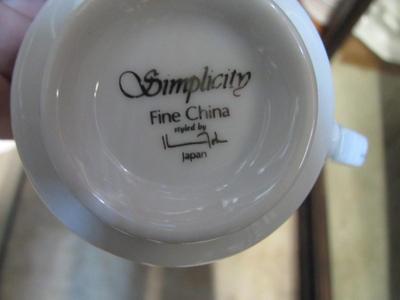 Simplicity
Fine China
styled by
Japan